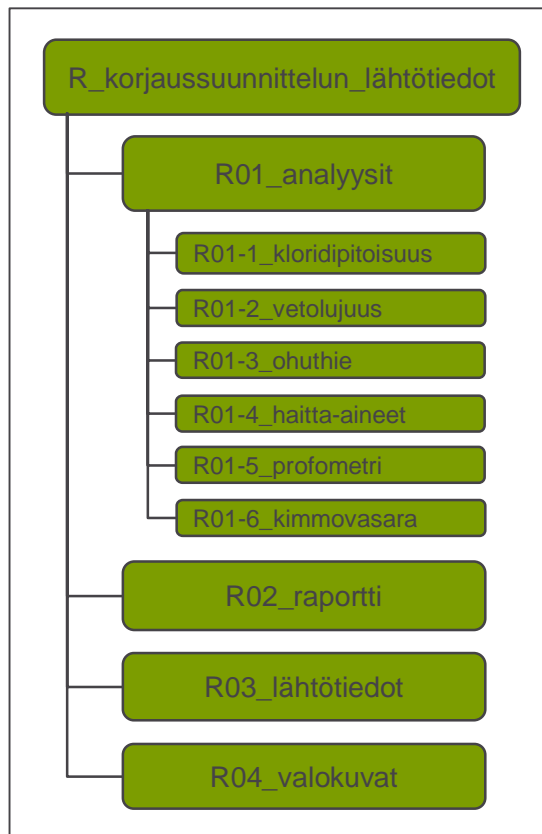 R_korjaussuunnittelun_lähtötiedot
R01_analyysit
R01-1_kloridipitoisuus
R01-2_vetolujuus
R01-3_ohuthie
R01-4_haitta-aineet
R01-5_profometri
R01-6_kimmovasara
R02_raportti
R03_lähtötiedot
R04_valokuvat